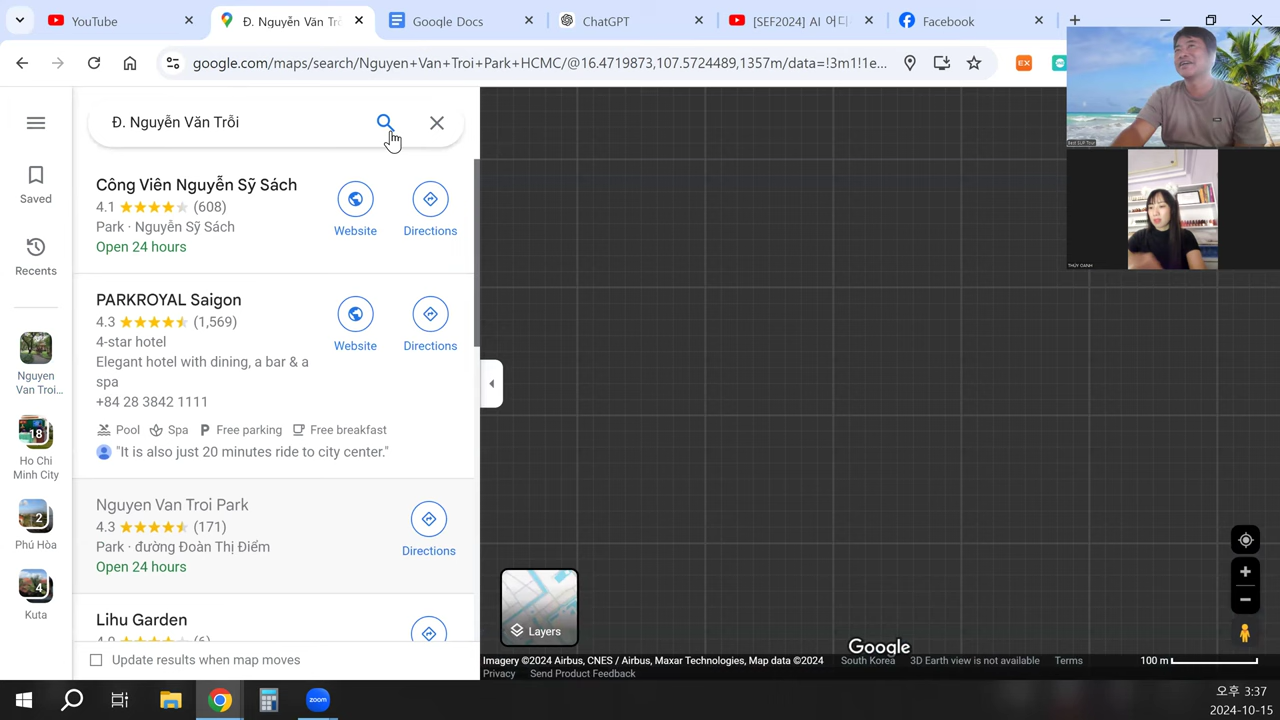 YouTube
Đ. Nguyễn Văn Trỗ
Google Docs
ChatGPT
[SEF2024] AI 어디
Facebook
google.com/maps/search/Nguyen+Van+Troi+Park+HCMC/@16.4719873,107.5724489,1357m/data=!3m1!1e...
EX
Đ. Nguyễn Văn Trỗi
Saved
Recents
Nguyen
Van Troi...
18
Ho Chi
Minh City
2
Phú Hòa
4
Kuta
Công Viên Nguyễn Sỹ Sách
4.1 (608)
Park · Nguyễn Sỹ Sách
Open 24 hours
Website
Directions
PARKROYAL Saigon
4.3 (1,569)
4-star hotel
Elegant hotel with dining, a bar & a
spa
+84 28 3842 1111
Pool Spa Free parking Free breakfast
"It is also just 20 minutes ride to city center."
Website
Directions
Nguyen Van Troi Park
4.3 (171)
Park · đường Đoàn Thị Điểm
Open 24 hours
Directions
Lihu Garden
Update results when map moves
Layers
Google
Imagery ©2024 Airbus, CNES / Airbus, Maxar Technologies, Map data ©2024
South Korea
3D Earth view is not available
Terms
100 m
Privacy
Send Product Feedback
THÙY CANH
zoom
오후 3:37
2024-10-15